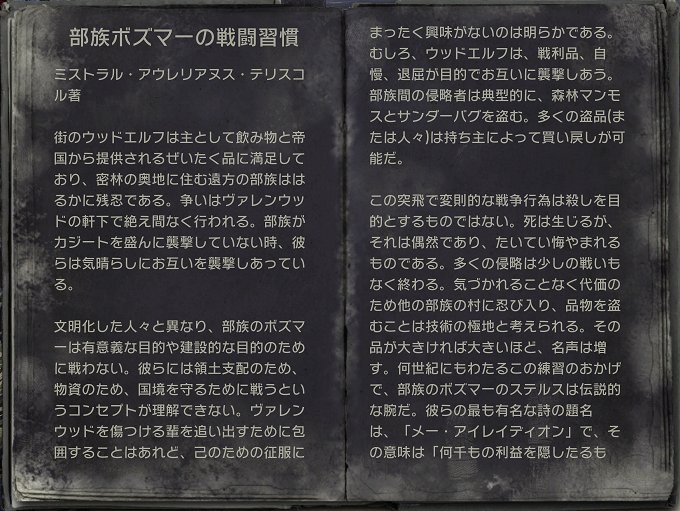 部族ボズマーの戦闘習慣
ミストラル・アウレリアヌス・テリスコ
ル著
街のウッドエルフは主として飲み物と帝
国から提供されるぜいたく品に満足して
おり、密林の奥地に住む遠方の部族はは
るかに残忍である。争いはヴァレンウッ
ドの軒下で絶え間なく行われる。部族が
カジートを盛んに襲撃していない時、彼
らは気晴らしにお互いを襲撃しあってい
る。
文明化した人々と異なり、部族のボズマ
ーは有意義な目的や建設的な目的のため
に戦わない。彼らには領土支配のため、
物資のため、国境を守るために戦うとい
うコンセプトが理解できない。ヴァレン
ウッドを傷つける輩を追い出すために包
囲することはあれど、己のための征服に
まったく興味がないのは明らかである。
むしろ、ウッドエルフは、戦利品、自
慢、退屈が目的でお互いに襲撃しあう。
部族間の侵略者は典型的に、森林マンモ
スとサンダーバグを盗む。多くの盗品(ま
たは人々)は持ち主によって買い戻しが可
能だ。
この突飛で変則的な戦争行為は殺しを目
的とするものではない。死は生じるが、
それは偶然であり、たいてい悔やまれる
ものである。多くの侵略は少しの戦いも
なく終わる。気づかれることなく代価の
ため他の部族の村に忍び入り、品物を盗
むことは技術の極地と考えられる。その
品が大きければ大きいほど、名声は増
す。何世紀にもわたるこの練習のおかげ
で、部族のボズマーのステルスは伝説的
な腕だ。彼らの最も有名な詩の題名
は、「メー・アイレイディオン」で、そ
の意味は「何千もの利益を隠したるも